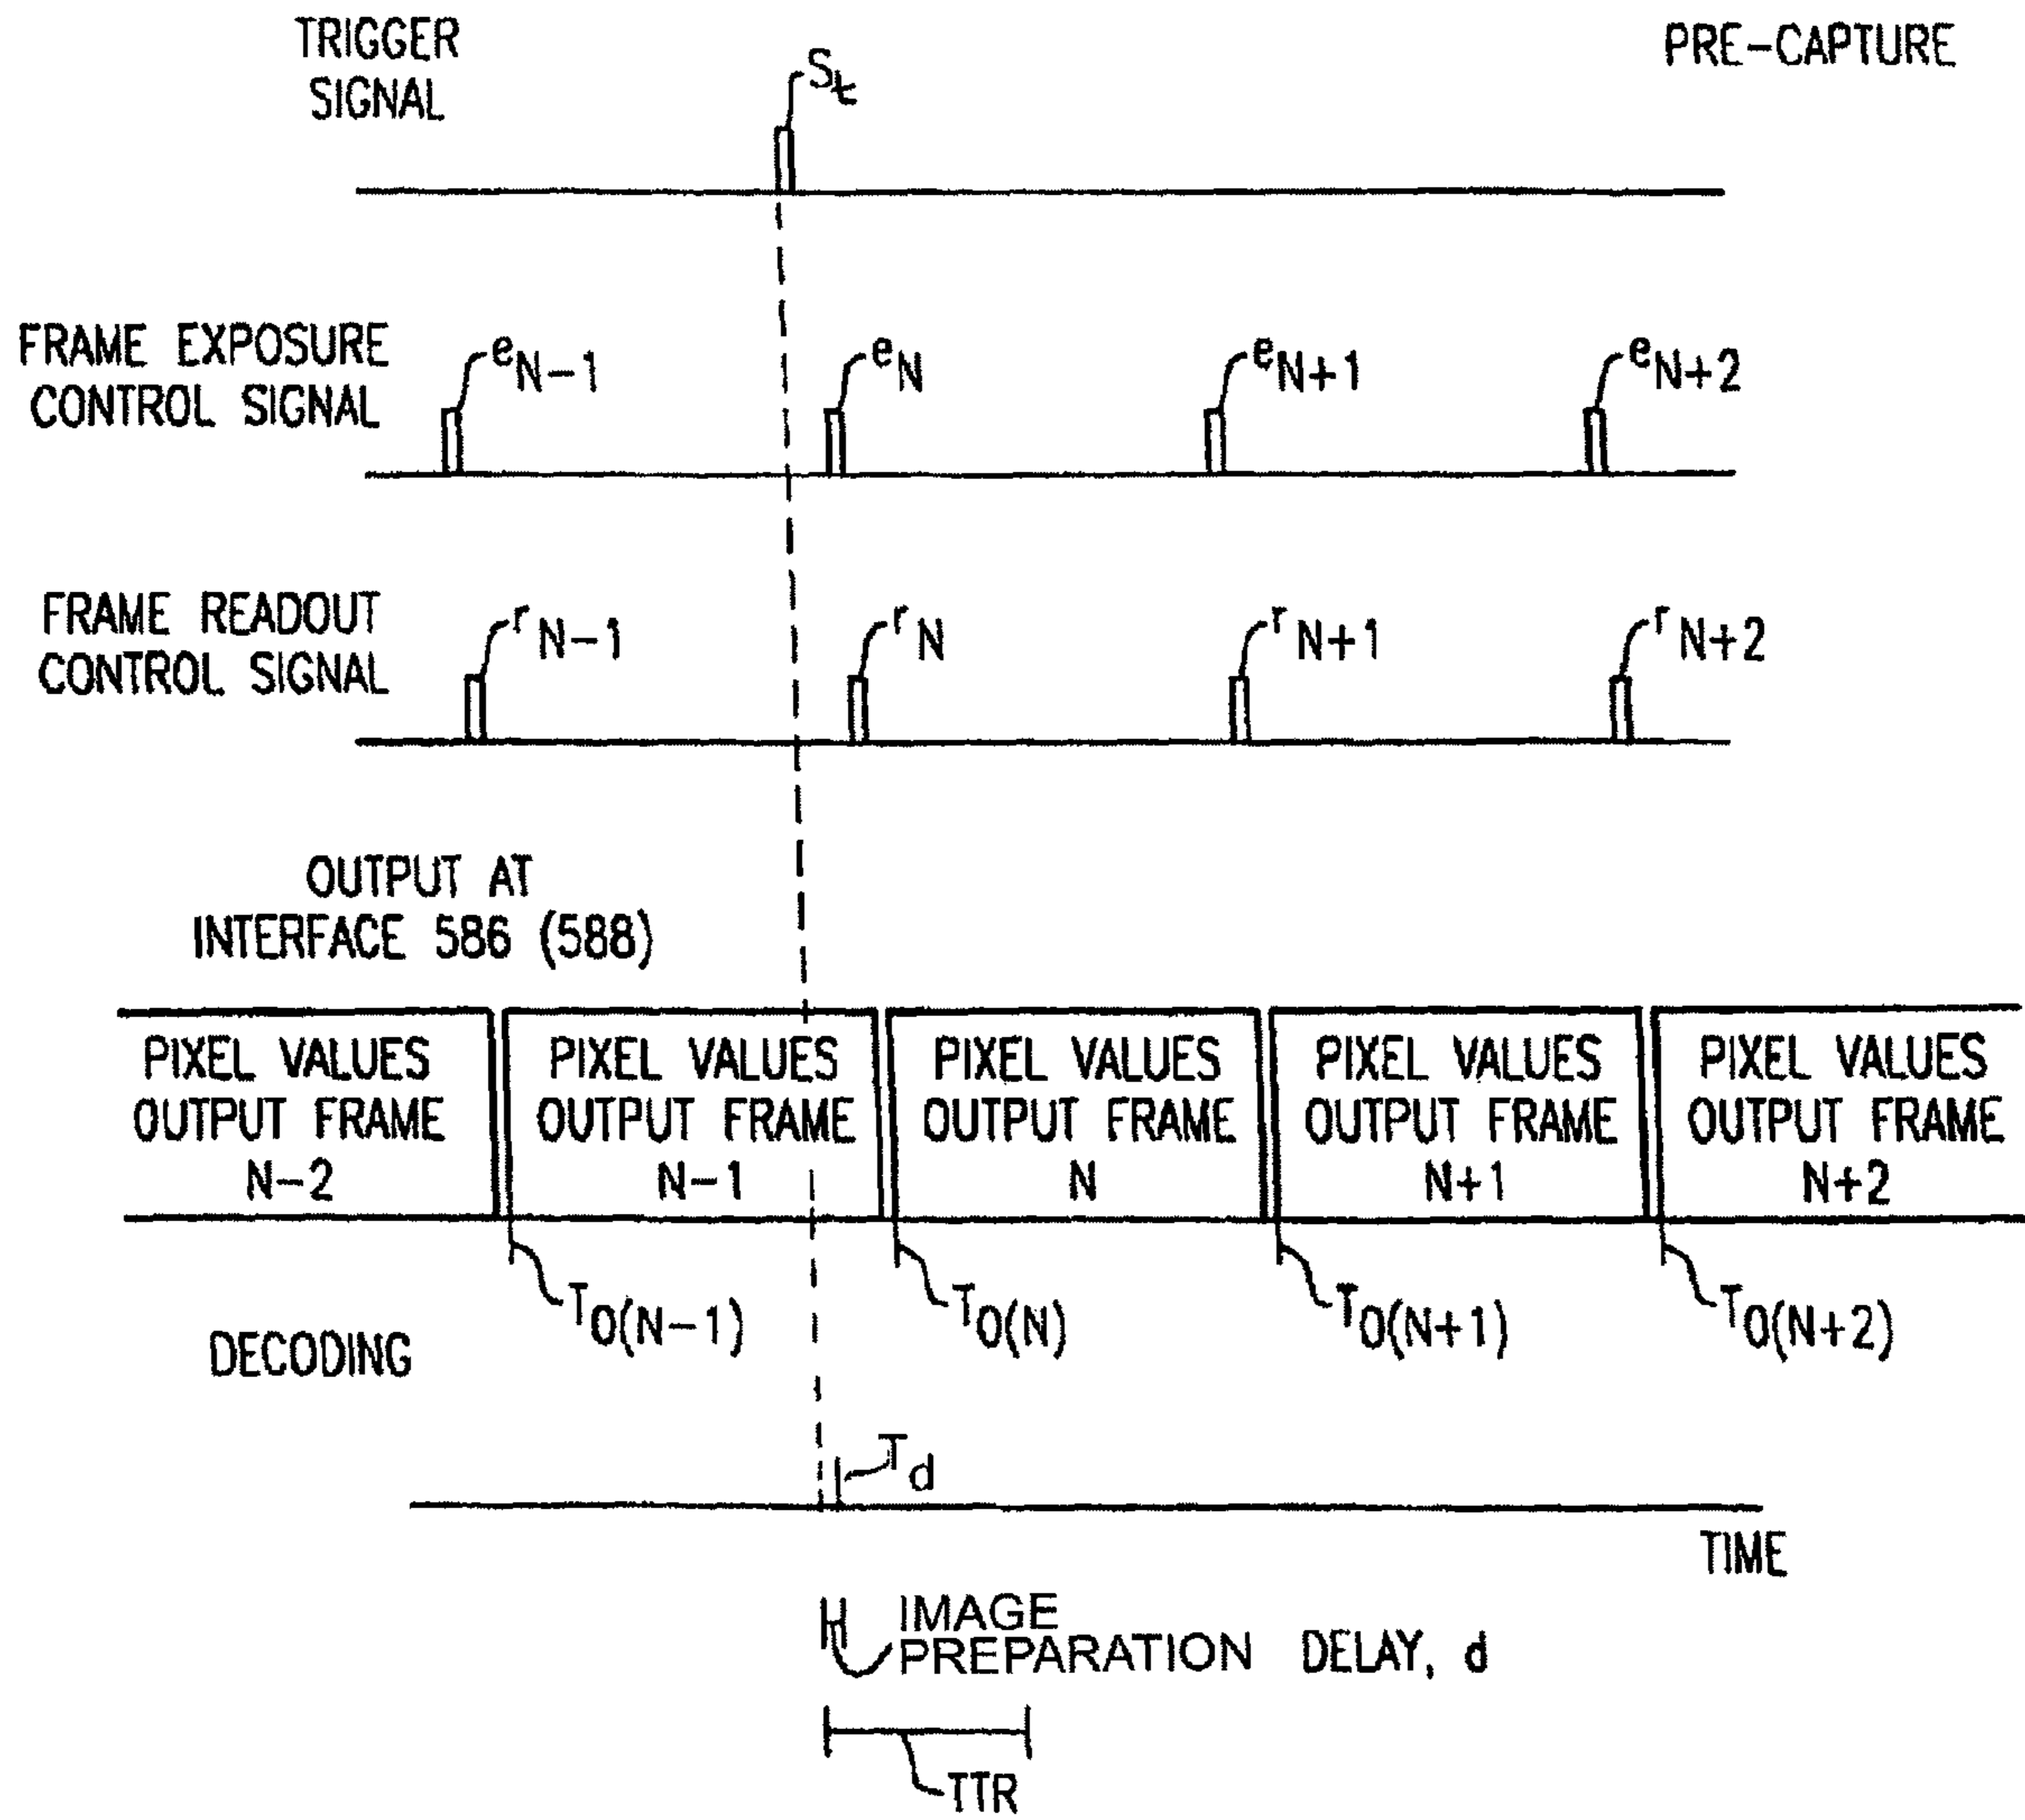 TRIGGER
SIGNAL
PRE-CAPTURE
St
FRAME EXPOSURE
CONTROL SIGNAL
eN-1
eN
eN+1
eN+2
FRAME READOUT
CONTROL SIGNAL
rN-1
rN
rN+1
rN+2
OUTPUT AT
INTERFACE 586 (588)
PIXEL VALUES
OUTPUT FRAME
N-2
PIXEL VALUES
OUTPUT FRAME
N-1
PIXEL VALUES
OUTPUT FRAME
N
PIXEL VALUES
OUTPUT FRAME
N+1
PIXEL VALUES
OUTPUT FRAME
N+2
TO(N-1)
TO(N)
TO(N+1)
TO(N+2)
DECODING
Td
TIME
IMAGE
PREPARATION DELAY, d
TTR